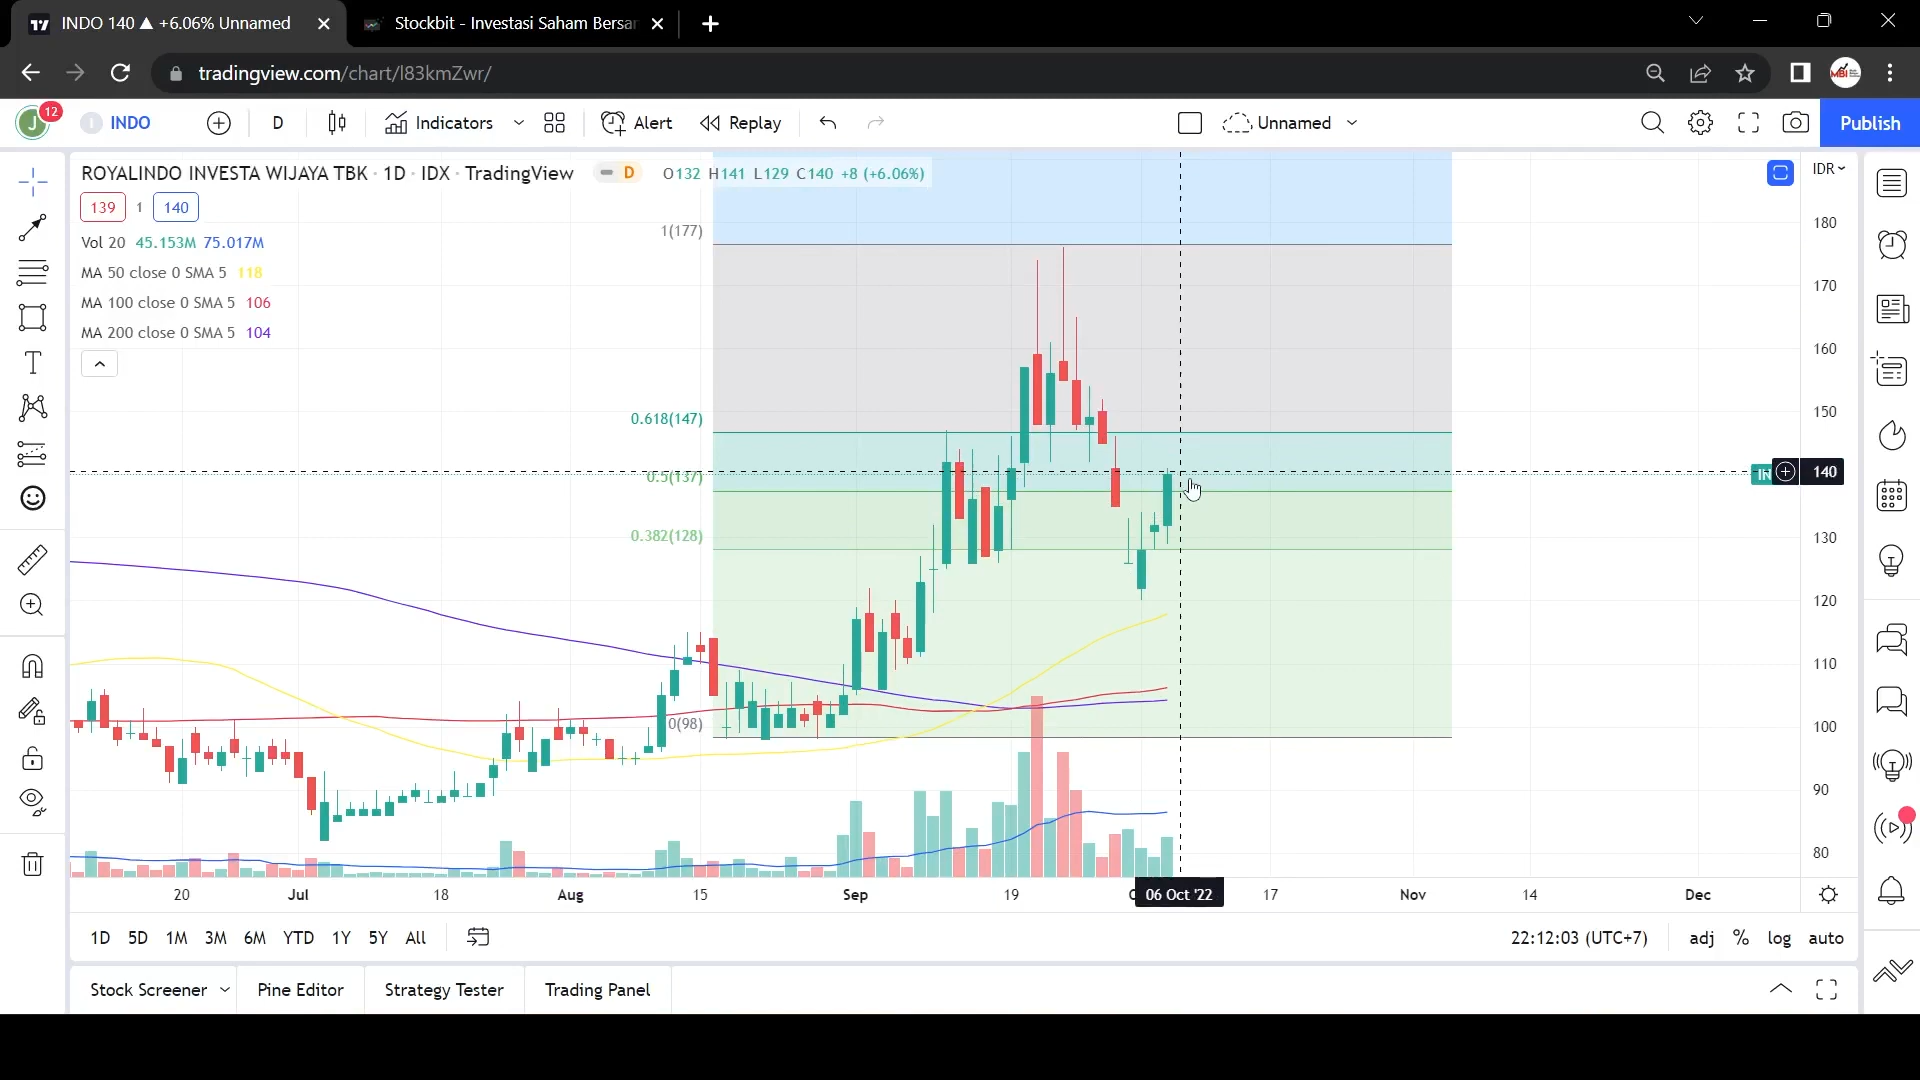 INDO 140 ▲ +6.06% Unnamed
Stockbit - Investasi Saham Bersar
tradingview.com/chart/l83kmZwr/
MBI
J 12
I INDO
D
Indicators
Alert
Replay
Unnamed
Publish
ROYALINDO INVESTA WIJAYA TBK · 1D · IDX · TradingView
D
O132 H141 L129 C140 +8 (+6.06%)
IDR
139 1 140
Vol 20 45.153M 75.017M
MA 50 close 0 SMA 5 118
MA 100 close 0 SMA 5 106
MA 200 close 0 SMA 5 104
1(177)
0.618(147)
0.5(137)
0.382(128)
0(98)
180
170
160
150
IN
140
130
120
110
100
90
80
20 Jul 18 Aug 15 Sep 19 06 Oct '22 17 Nov 14 Dec
1D 5D 1M 3M 6M YTD 1Y 5Y All
22:12:03 (UTC+7)
adj % log auto
Stock Screener
Pine Editor
Strategy Tester
Trading Panel